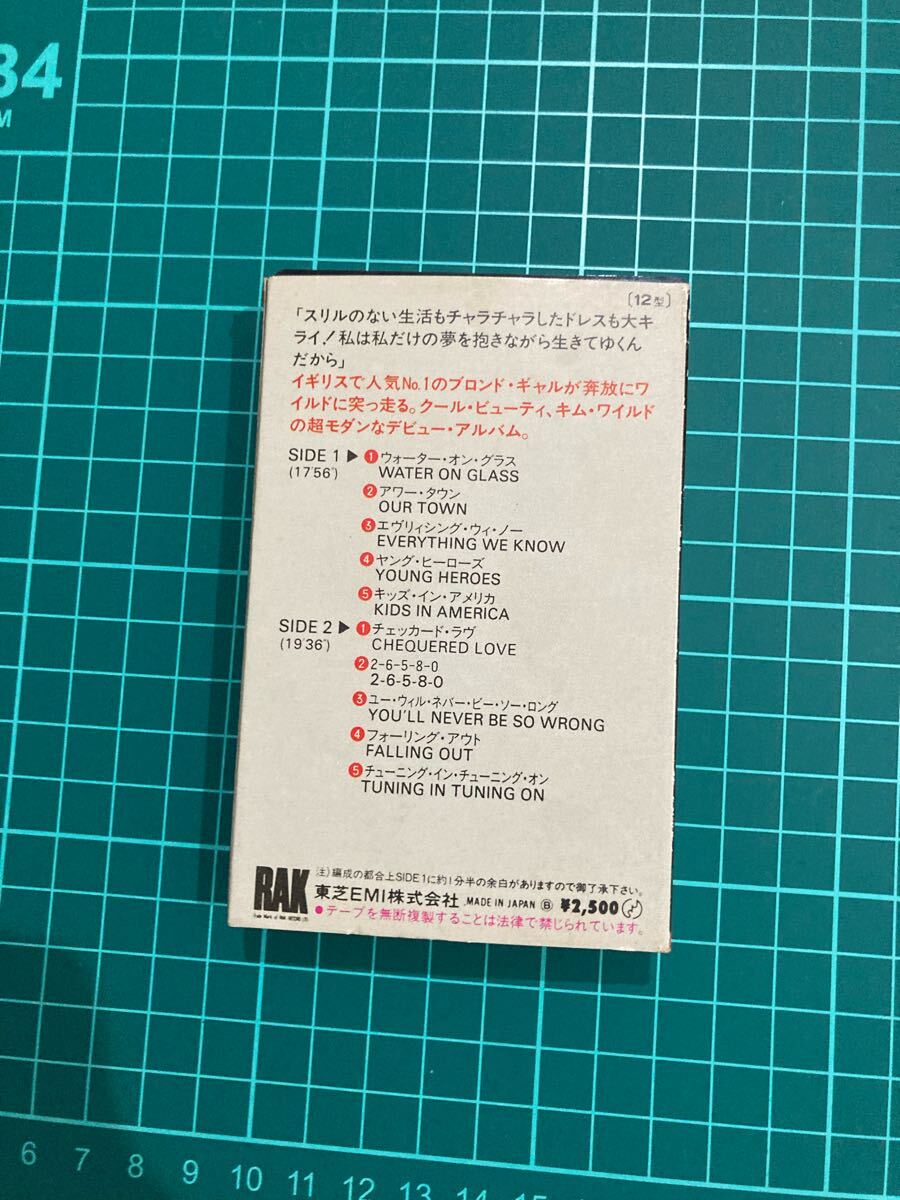 34
M
〔12型〕
「スリルのない生活もチャラチャラしたドレスも大キ
ライ!私は私だけの夢を抱きながら生きてゆくん
だから」
イギリスで人気No.1のブロンド・ギャルが奔放にワ
イルドに突っ走る。クール・ビューティ、キム・ワイルド
の超モダンなデビュー・アルバム。
SIDE 1 ▶ ❶ ウォーター・オン・グラス
(17'56") WATER ON GLASS
❷ アワー・タウン
OUR TOWN
❸ エヴリィシング・ウィ・ノー
EVERYTHING WE KNOW
❹ ヤング・ヒーローズ
YOUNG HEROES
❺ キッズ・イン・アメリカ
KIDS IN AMERICA
SIDE 2 ▶ ❶ チェッカード・ラヴ
(19'36") CHEQUERED LOVE
❷ 2-6-5-8-0
2-6-5-8-0
❸ ユー・ウィル・ネバー・ビー・ソー・ロング
YOU'LL NEVER BE SO WRONG
❹ フォーリング・アウト
FALLING OUT
❺ チューニング・イン・チューニング・オン
TUNING IN TUNING ON
RAK
注)編成の都合上SIDE1に約1分半の余白がありますので御了承下さい。
東芝EMI株式会社 MADE IN JAPAN Ⓑ ¥2,500
●テープを無断複製することは法律で禁じられています。
6 7 8 9 10 11 12 13 14 15